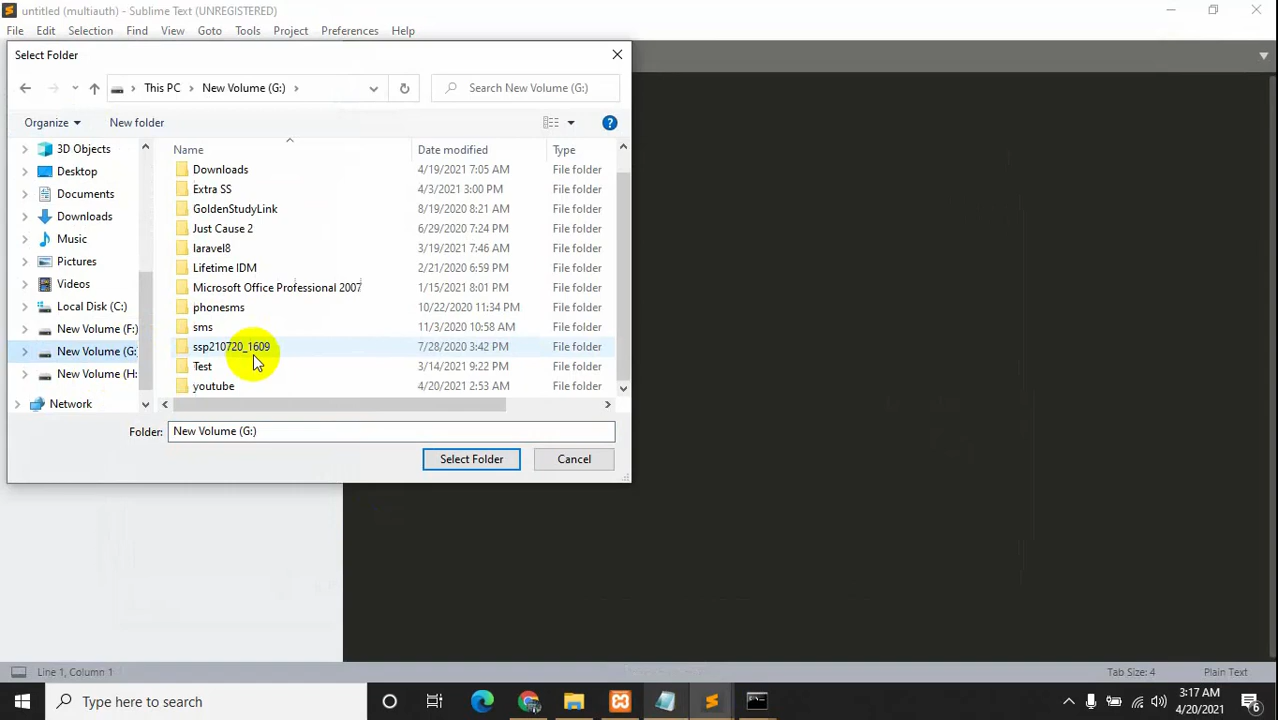 untitled (multiauth) - Sublime Text (UNREGISTERED)
File Edit Selection Find View Goto Tools Project Preferences Help
Select Folder
This PC New Volume (G:) Search New Volume (G:)
Organize New folder
Name Date modified Type
3D Objects
Desktop
Documents
Downloads
Music
Pictures
Videos
Local Disk (C:)
New Volume (F:)
New Volume (G:
New Volume (H:
Network
Downloads 4/19/2021 7:05 AM File folder
Extra SS 4/3/2021 3:00 PM File folder
GoldenStudyLink 8/19/2020 8:21 AM File folder
Just Cause 2 6/29/2020 7:24 PM File folder
laravel8 3/19/2021 7:46 AM File folder
Lifetime IDM 2/21/2020 6:59 PM File folder
Microsoft Office Professional 2007 1/15/2021 8:01 PM File folder
phonesms 10/22/2020 11:34 PM File folder
sms 11/3/2020 10:58 AM File folder
ssp210720_1609 7/28/2020 3:42 PM File folder
Test 3/14/2021 9:22 PM File folder
youtube 4/20/2021 2:53 AM File folder
Folder: New Volume (G:)
Select Folder Cancel
Line 1, Column 1 Tab Size: 4 Plain Text
Type here to search
3:17 AM
4/20/2021
6